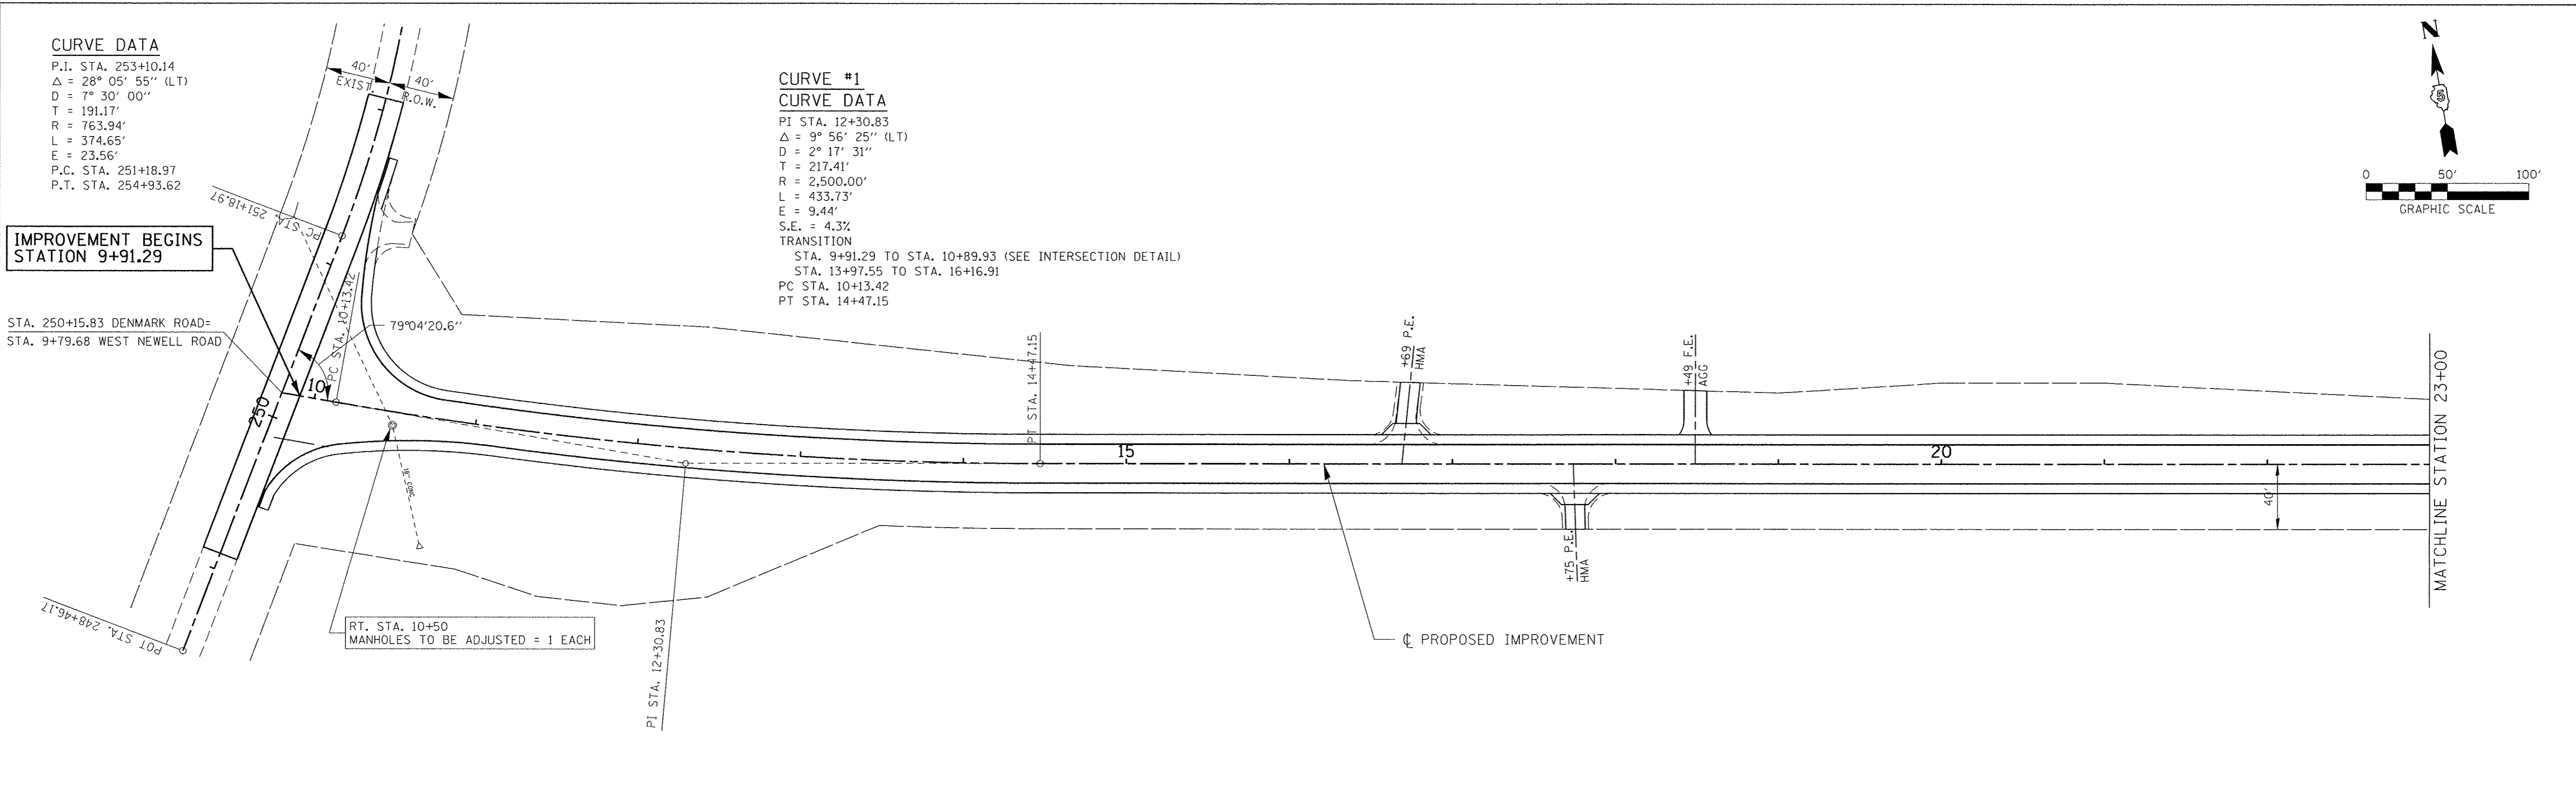 CURVE DATA
P.I. STA. 253+10.14
Δ = 28° 05' 55'' (LT)
D = 7° 30' 00''
T = 191.17'
R = 763.94'
L = 374.65'
E = 23.56'
P.C. STA. 251+18.97
P.T. STA. 254+93.62
40'
40'
EXIST.
R.O.W.
CURVE #1
CURVE DATA
PI STA. 12+30.83
Δ = 9° 56' 25'' (LT)
D = 2° 17' 31''
T = 217.41'
R = 2,500.00'
L = 433.73'
E = 9.44'
S.E. = 4.3%
TRANSITION
STA. 9+91.29 TO STA. 10+89.93 (SEE INTERSECTION DETAIL)
STA. 13+97.55 TO STA. 16+16.91
PC STA. 10+13.42
PT STA. 14+47.15
N
0 50' 100'
GRAPHIC SCALE
PC STA. 251+18.97
IMPROVEMENT BEGINS
STATION 9+91.29
STA. 250+15.83 DENMARK ROAD=
STA. 9+79.68 WEST NEWELL ROAD
79°04'20.6''
PC STA. 10+13.42
10
250
PT STA. 14+47.15
15
+69 P.E.
HMA
+49 F.E.
AGG
20
MATCHLINE STATION 23+00
40'
+75 P.E.
HMA
POT STA. 248+46.17
RT. STA. 10+50
MANHOLES TO BE ADJUSTED = 1 EACH
PI STA. 12+30.83
℄ PROPOSED IMPROVEMENT